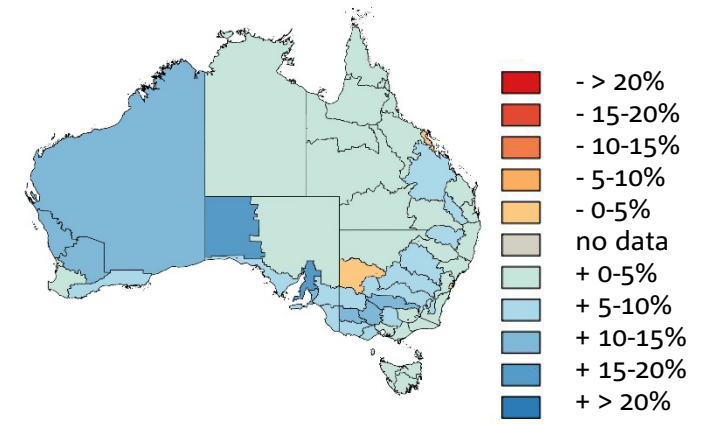 - > 20%
- 15-20%
- 10-15%
- 5-10%
- 0-5%
no data
+ 0-5%
+ 5-10%
+ 10-15%
+ 15-20%
+ > 20%